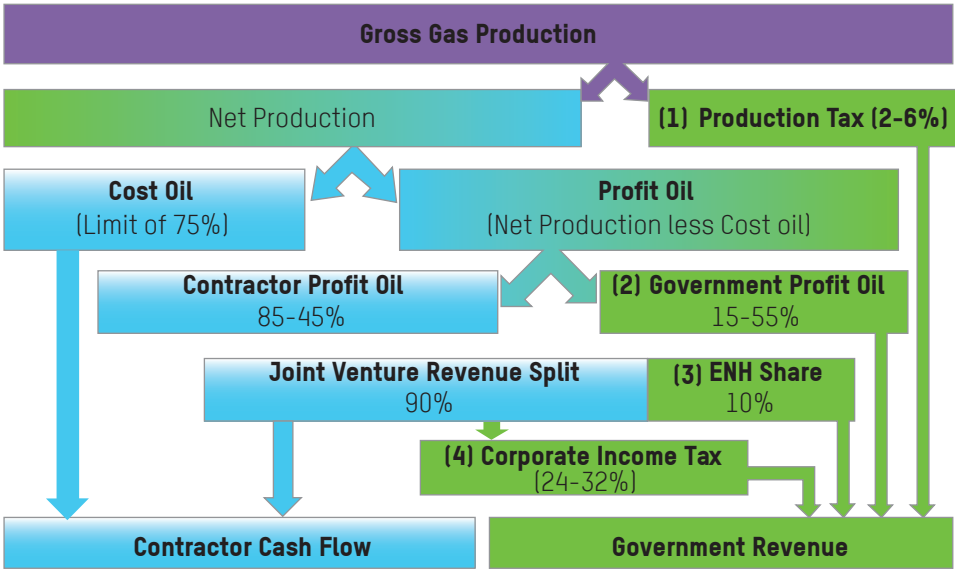 Gross Gas Production
Net Production
(1) Production Tax (2-6%)
Cost Oil
(Limit of 75%)
Profit Oil
(Net Production less Cost oil)
Contractor Profit Oil
85-45%
(2) Government Profit Oil
15-55%
Joint Venture Revenue Split
90%
(3) ENH Share
10%
(4) Corporate Income Tax
(24-32%)
Contractor Cash Flow
Government Revenue